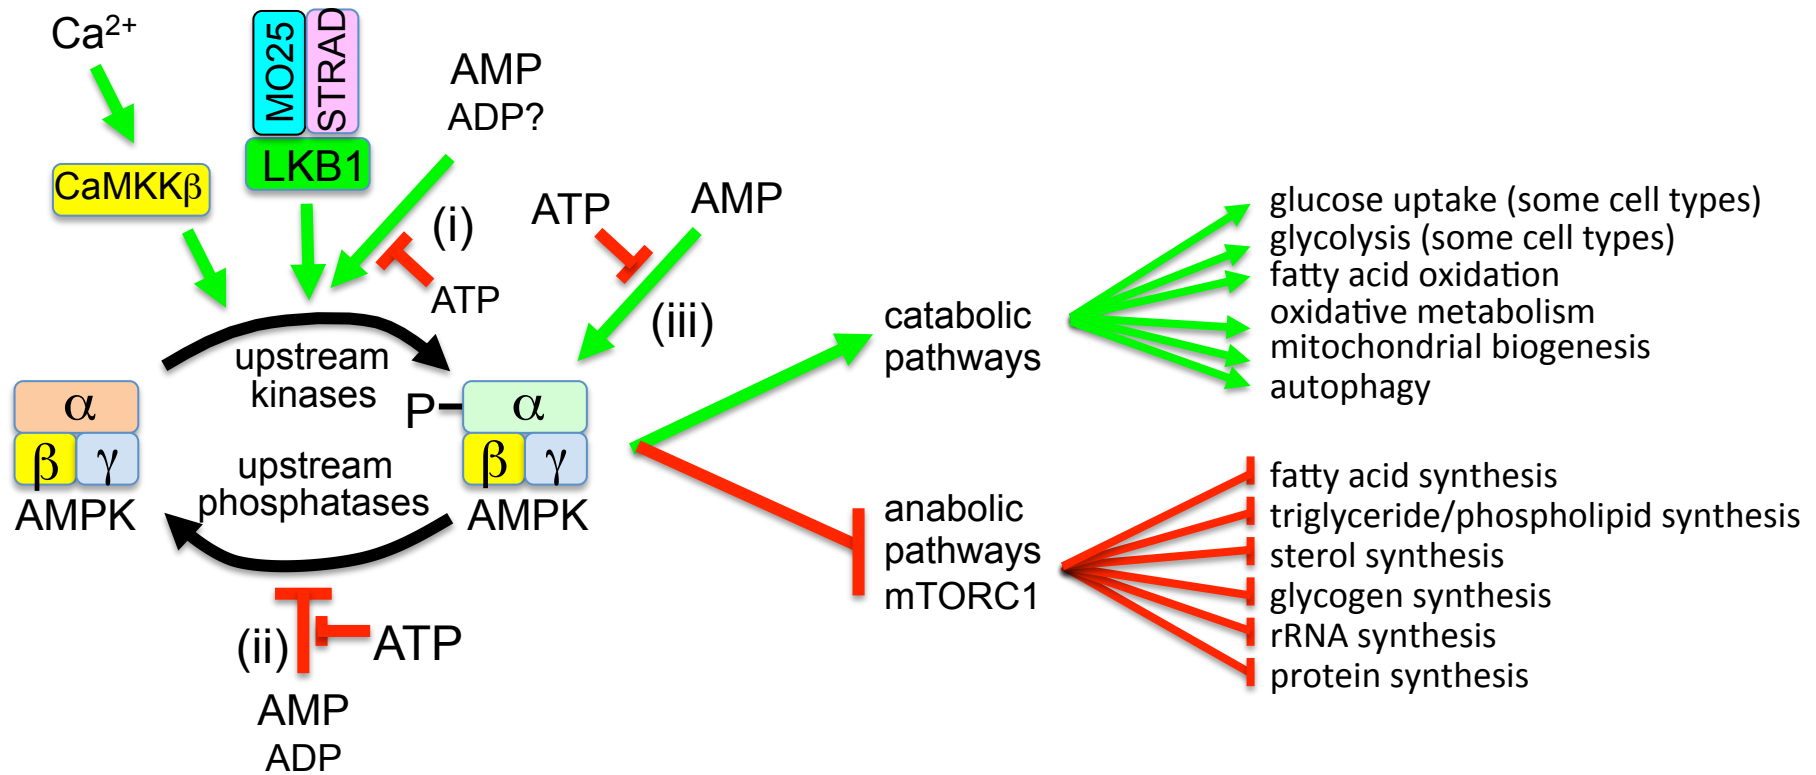 Ca²⁺
MO25
STRAD
LKB1
CaMKKβ
AMP
ADP?
(i)
ATP
ATP
AMP
(iii)
upstream
kinases
α
β γ
AMPK
P
α
β γ
AMPK
upstream
phosphatases
(ii)
ATP
AMP
ADP
catabolic
pathways
glucose uptake (some cell types)
glycolysis (some cell types)
fatty acid oxidation
oxidative metabolism
mitochondrial biogenesis
autophagy
anabolic
pathways
mTORC1
fatty acid synthesis
triglyceride/phospholipid synthesis
sterol synthesis
glycogen synthesis
rRNA synthesis
protein synthesis